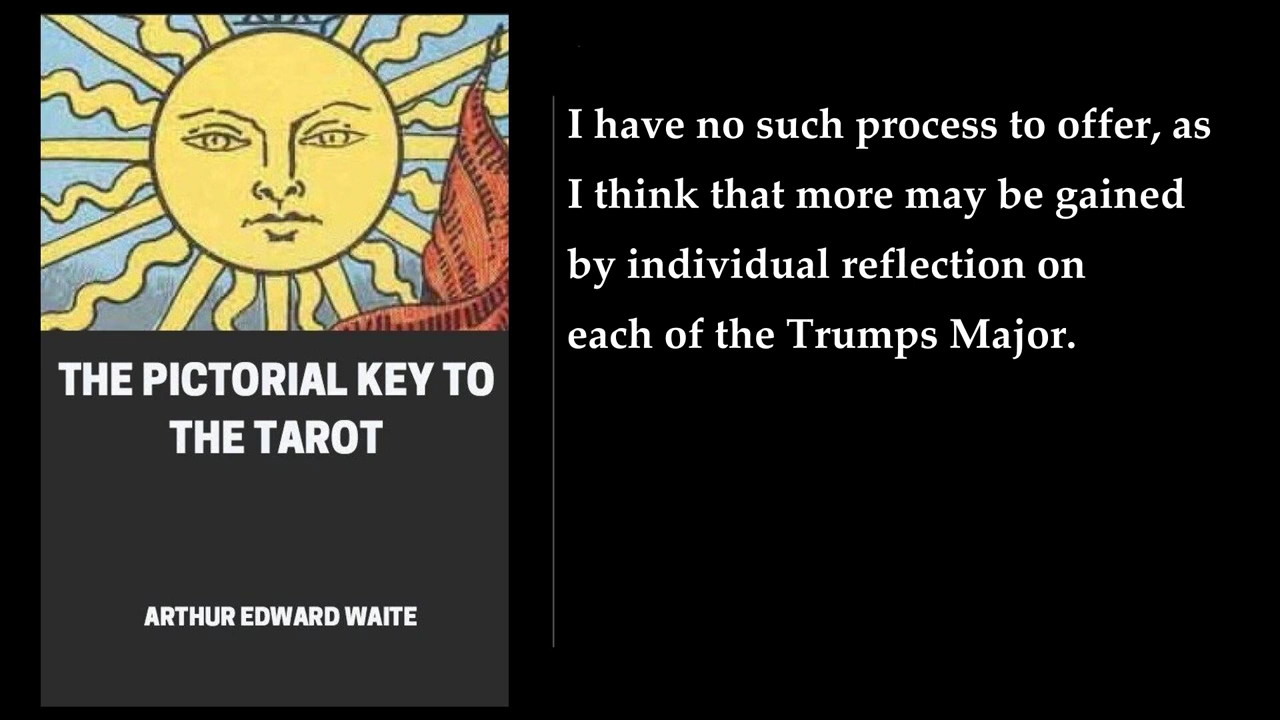 XIX
THE PICTORIAL KEY TO
THE TAROT
ARTHUR EDWARD WAITE
I have no such process to offer, as
I think that more may be gained
by individual reflection on
each of the Trumps Major.